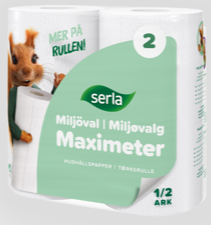 MER PÅ
RULLEN!
2
serla
Miljöval | Miljøvalg
Maximeter
HUSHÅLLSPAPPER / TØRKERULLE
1/2
ARK